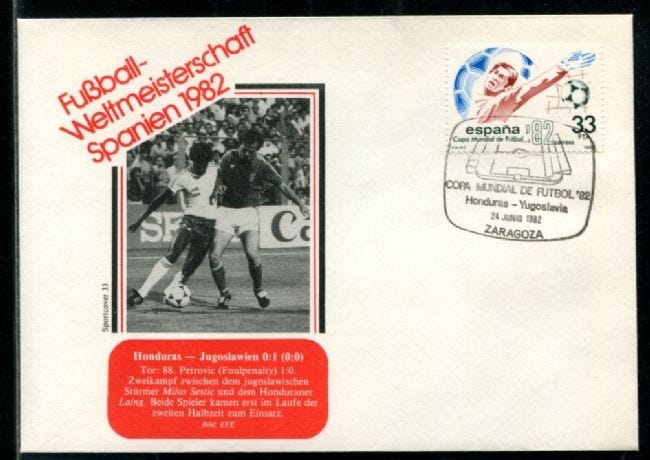 Fußball-
Weltmeisterschaft
Spanien 1982
Sportcover 33
Honduras — Jugoslawien 0:1 (0:0)
Tor: 88. Petrovic (Foulpenalty) 1:0.
Zweikampf zwischen dem jugoslawischen
Stürmer Milos Sestic und dem Honduraner
Laing. Beide Spieler kamen erst im Laufe der
zweiten Halbzeit zum Einsatz.
Bild: EFE
españa '82
Copa Mundial de Fútbol
correos
33
PTA
COPA MUNDIAL DE FUTBOL '82
Honduras - Yugoslavia
24 JUNIO 1982
ZARAGOZA